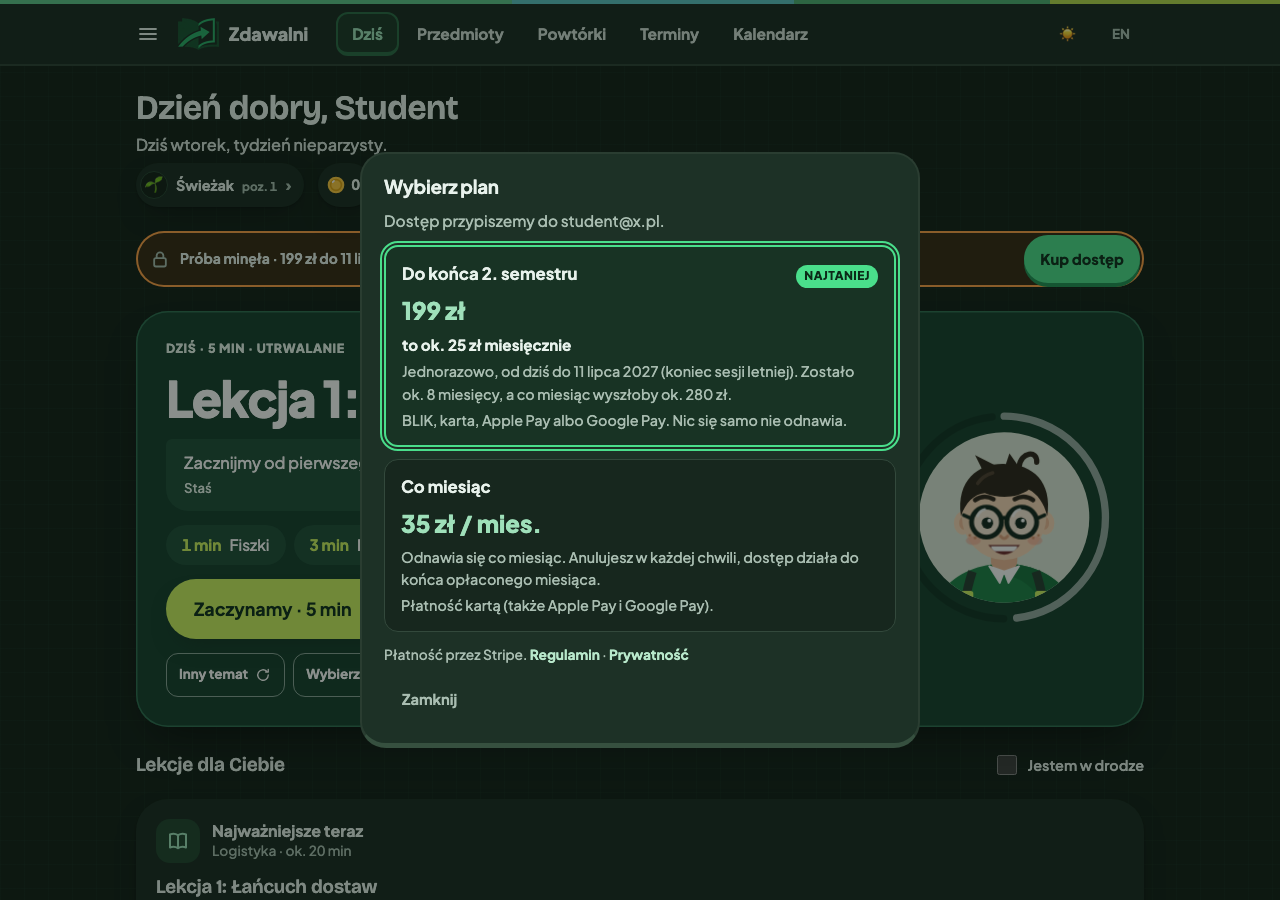 Zdawalni
Dziś
Przedmioty
Powtórki
Terminy
Kalendarz
EN
Dzień dobry, Student
Dziś wtorek, tydzień nieparzysty.
Świeżak poz. 1 ›
0
Próba minęła · 199 zł do 11 li
Kup dostęp
DZIŚ · 5 MIN · UTRWALANIE
Lekcja 1:
Zacznijmy od pierwszeg
Staś
1 min Fiszki
3 min
Zaczynamy · 5 min
Inny temat
Wybierz
Wybierz plan
Dostęp przypiszemy do student@x.pl.
Do końca 2. semestru
NAJTANIEJ
199 zł
to ok. 25 zł miesięcznie
Jednorazowo, od dziś do 11 lipca 2027 (koniec sesji letniej). Zostało
ok. 8 miesięcy, a co miesiąc wyszłoby ok. 280 zł.
BLIK, karta, Apple Pay albo Google Pay. Nic się samo nie odnawia.
Co miesiąc
35 zł / mies.
Odnawia się co miesiąc. Anulujesz w każdej chwili, dostęp działa do
końca opłaconego miesiąca.
Płatność kartą (także Apple Pay i Google Pay).
Płatność przez Stripe. Regulamin · Prywatność
Zamknij
Lekcje dla Ciebie
Jestem w drodze
Najważniejsze teraz
Logistyka · ok. 20 min
Lekcja 1: Łańcuch dostaw